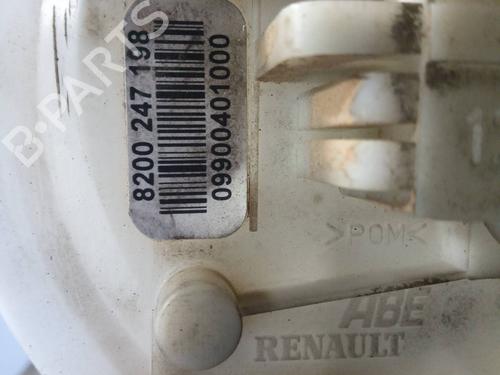 8200 247 198
09900401000
>POM<
ABE
RENAULT
B-PARTS